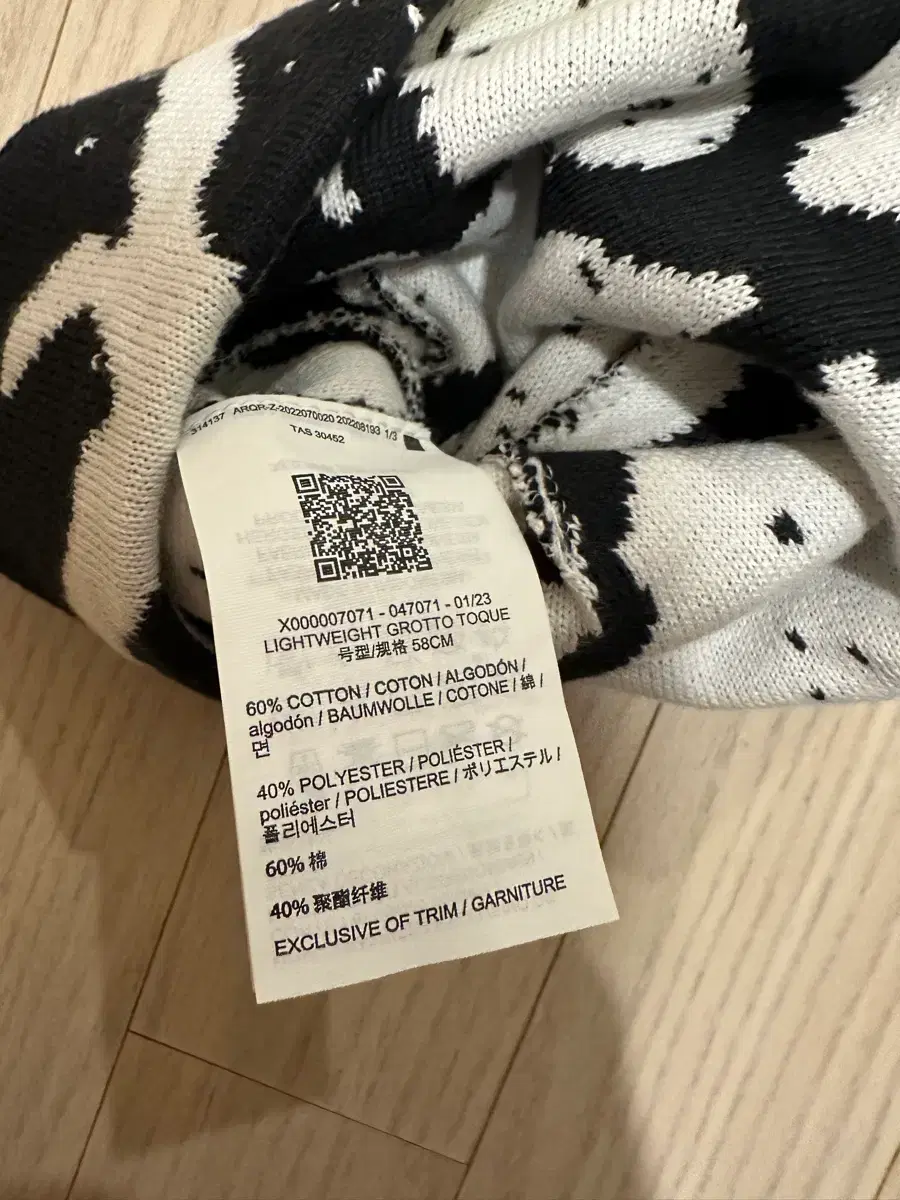 314137 ARQR-Z-2022070020 202208193 1/3
TAS 30452
X000007071 - 047071 - 01/23
LIGHTWEIGHT GROTTO TOQUE
号型/规格 58CM
60% COTTON / COTON / ALGODÓN /
algodón / BAUMWOLLE / COTONE / 綿 /
면
40% POLYESTER / POLIÉSTER /
poliéster / POLIESTERE / ポリエステル /
폴리에스터
60% 棉
40% 聚酯纤维
EXCLUSIVE OF TRIM / GARNITURE